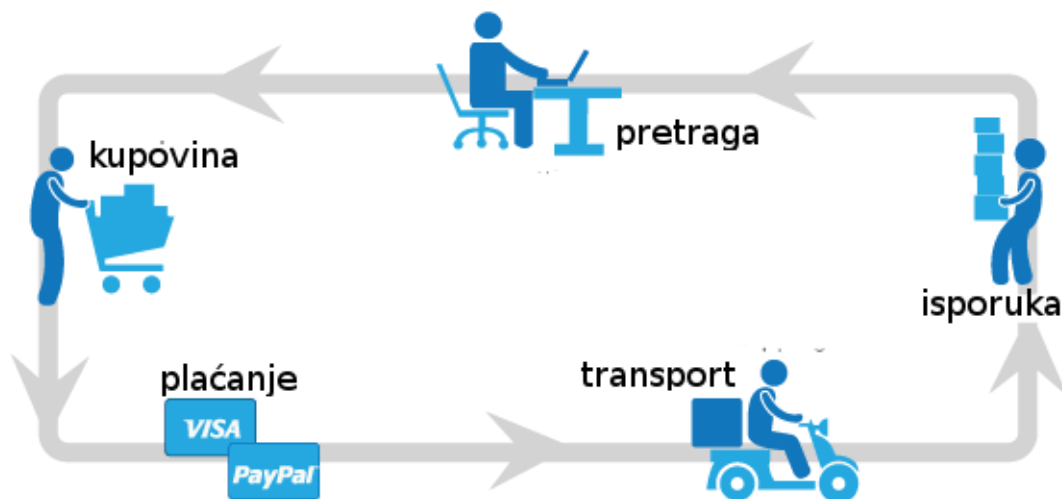 pretraga
kupovina
isporuka
plaćanje
transport
VISA
PayPal